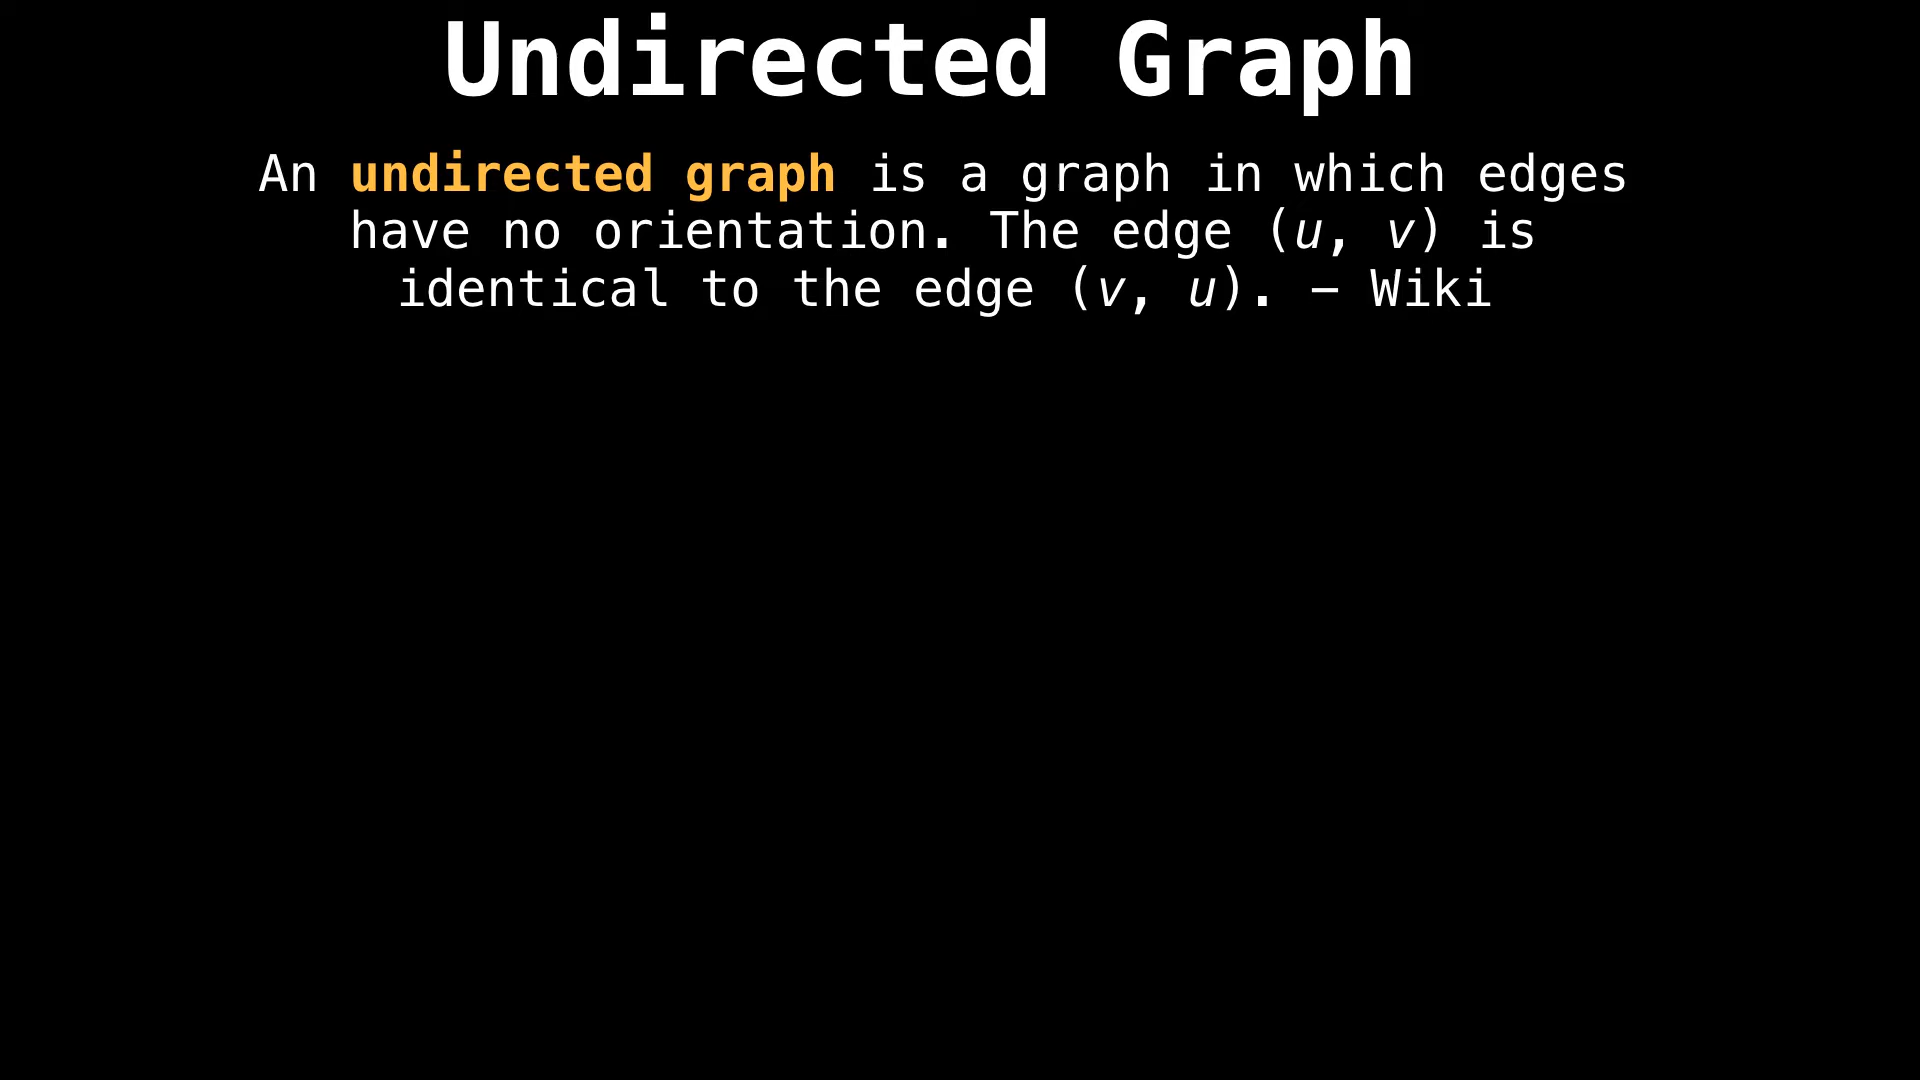 Undirected Graph
An undirected graph is a graph in which edges
have no orientation. The edge (u, v) is
identical to the edge (v, u). - Wiki